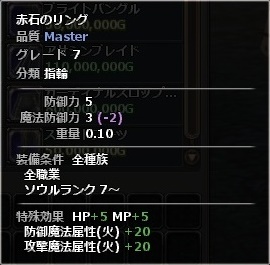 赤石のリング
品質 Master
グレード 7
分類 指輪
防御力 5
魔法防御力 3 (-2)
重量 0.10
装備条件 全種族
全職業
ソウルランク 7～
特殊効果 HP+5 MP+5
防御魔法属性(火) +20
攻撃魔法属性(火) +20